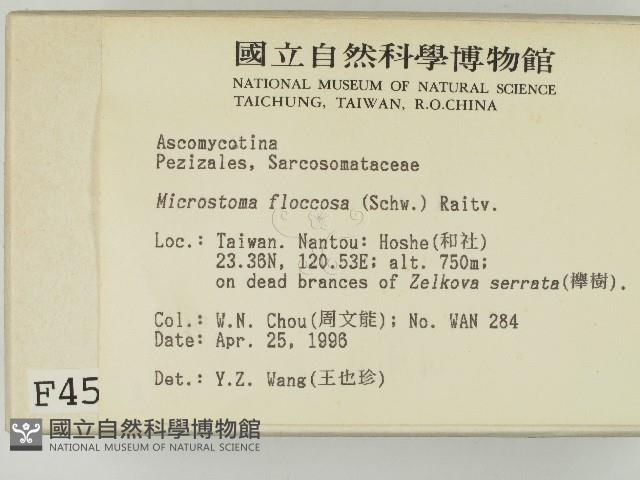 國立自然科學博物館
NATIONAL MUSEUM OF NATURAL SCIENCE
TAICHUNG, TAIWAN, R.O.CHINA
Ascomycotina
Pezizales, Sarcosomataceae
Microstoma floccosa (Schw.) Raitv.
Loc.: Taiwan. Nantou: Hoshe(和社)
23.36N, 120.53E; alt. 750m;
on dead brances of Zelkova serrata(櫸樹).
Col.: W.N. Chou(周文能); No. WAN 284
Date: Apr. 25, 1996
Det.: Y.Z. Wang(王也珍)
F45
國立自然科學博物館
NATIONAL MUSEUM OF NATURAL SCIENCE